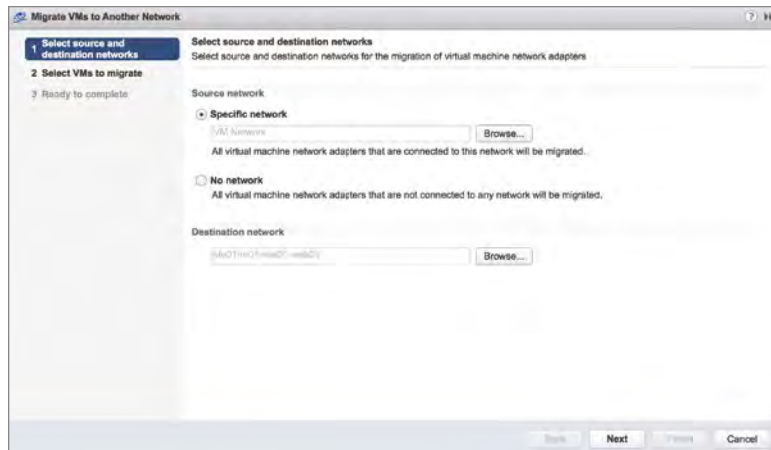 Migrate VMs to Another Network
?
1 Select source and destination networks
2 Select VMs to migrate
3 Ready to complete
Select source and destination networks
Select source and destination networks for the migration of virtual machine network adapters
Source network
Specific network
VM Network
Browse...
All virtual machine network adapters that are connected to this network will be migrated.
No network
All virtual machine network adapters that are not connected to any network will be migrated.
Destination network
Browse...
Back
Next
Finish
Cancel